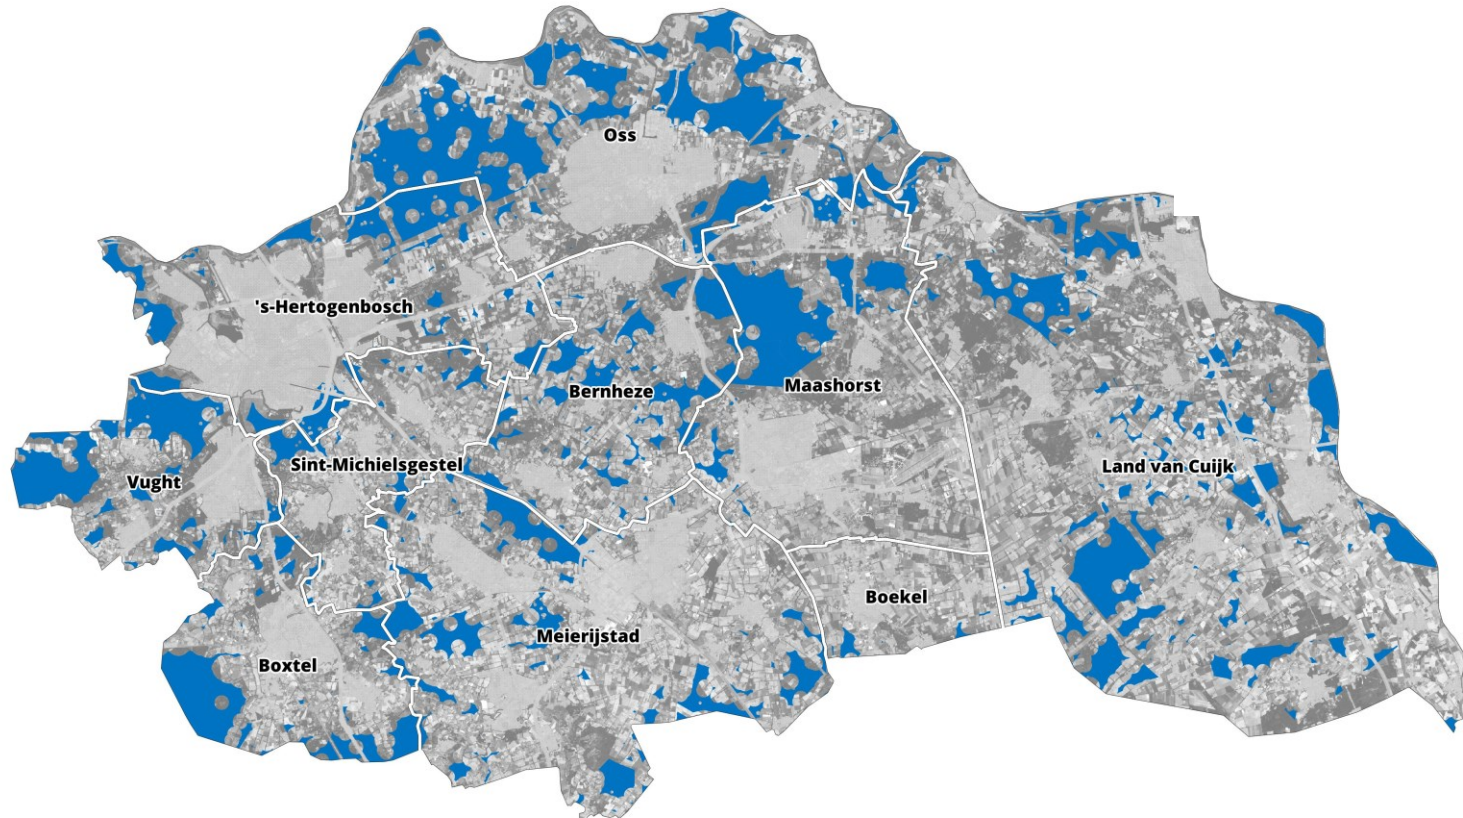 Oss
's-Hertogenbosch
Bernheze
Maashorst
Sint-Michielsgestel
Land van Cuijk
Vught
Boekel
Meierijstad
Boxtel